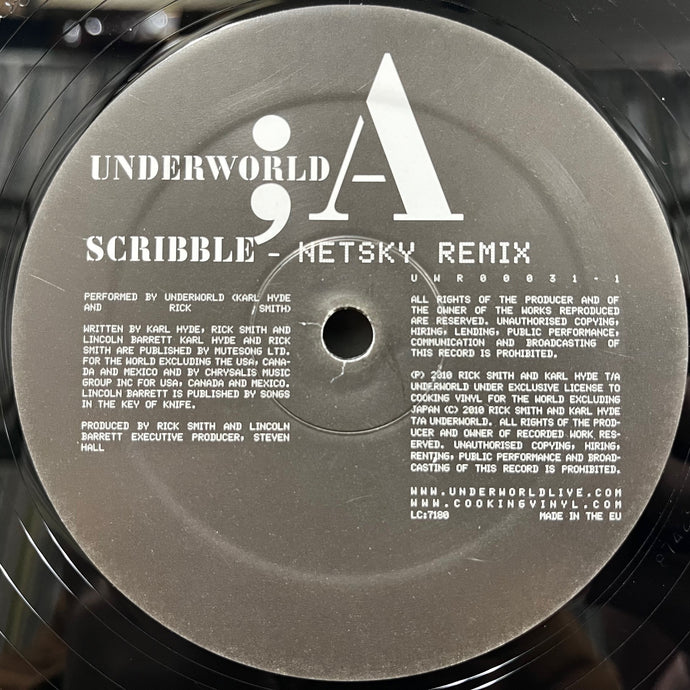 UNDERWORLD ;A
SCRIBBLE - NETSKY REMIX
UWR00031-1
PERFORMED BY UNDERWORLD (KARL HYDE
AND RICK SMITH)
WRITTEN BY KARL HYDE, RICK SMITH AND
LINCOLN BARRETT KARL HYDE AND RICK
SMITH ARE PUBLISHED BY MUTESONG LTD.
FOR THE WORLD EXCLUDING THE USA, CANA-
DA AND MEXICO AND BY CHRYSALIS MUSIC
GROUP INC FOR USA, CANADA AND MEXICO.
LINCOLN BARRETT IS PUBLISHED BY SONGS
IN THE KEY OF KNIFE.
PRODUCED BY RICK SMITH AND LINCOLN
BARRETT EXECUTIVE PRODUCER, STEVEN
HALL
ALL RIGHTS OF THE PRODUCER AND OF
THE OWNER OF THE WORKS REPRODUCED
ARE RESERVED. UNAUTHORISED COPYING,
HIRING, LENDING, PUBLIC PERFORMANCE,
COMMUNICATION AND BROADCASTING OF
THIS RECORD IS PROHIBITED.
(P) 2010 RICK SMITH AND KARL HYDE T/A
UNDERWORLD UNDER EXCLUSIVE LICENSE TO
COOKING VINYL FOR THE WORLD EXCLUDING
JAPAN (C) 2010 RICK SMITH AND KARL HYDE
T/A UNDERWORLD. ALL RIGHTS OF THE PROD-
UCER AND OWNER OF RECORDED WORK RES-
ERVED. UNAUTHORISED COPYING, HIRING,
RENTING, PUBLIC PERFORMANCE AND BROAD-
CASTING OF THIS RECORD IS PROHIBITED.
WWW.UNDERWORLDLIVE.COM
WWW.COOKINGVINYL.COM
LC:7180 MADE IN THE EU